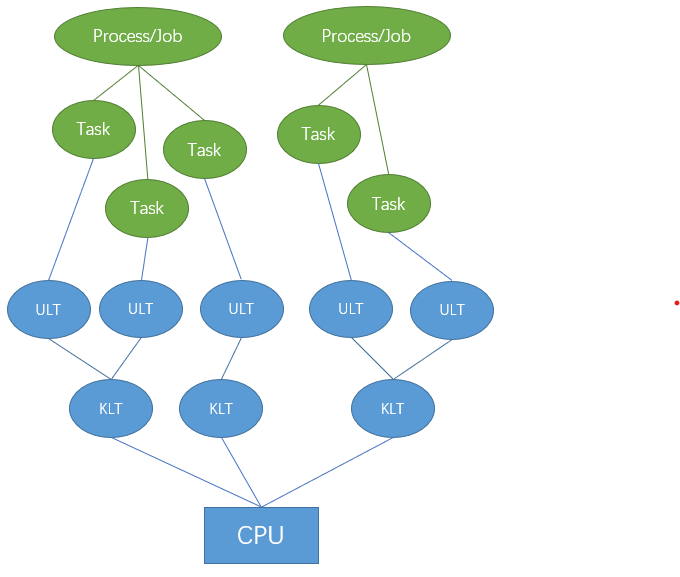 Process/Job
Process/Job
Task
Task
Task
Task
Task
ULT
ULT
ULT
ULT
ULT
KLT
KLT
KLT
CPU